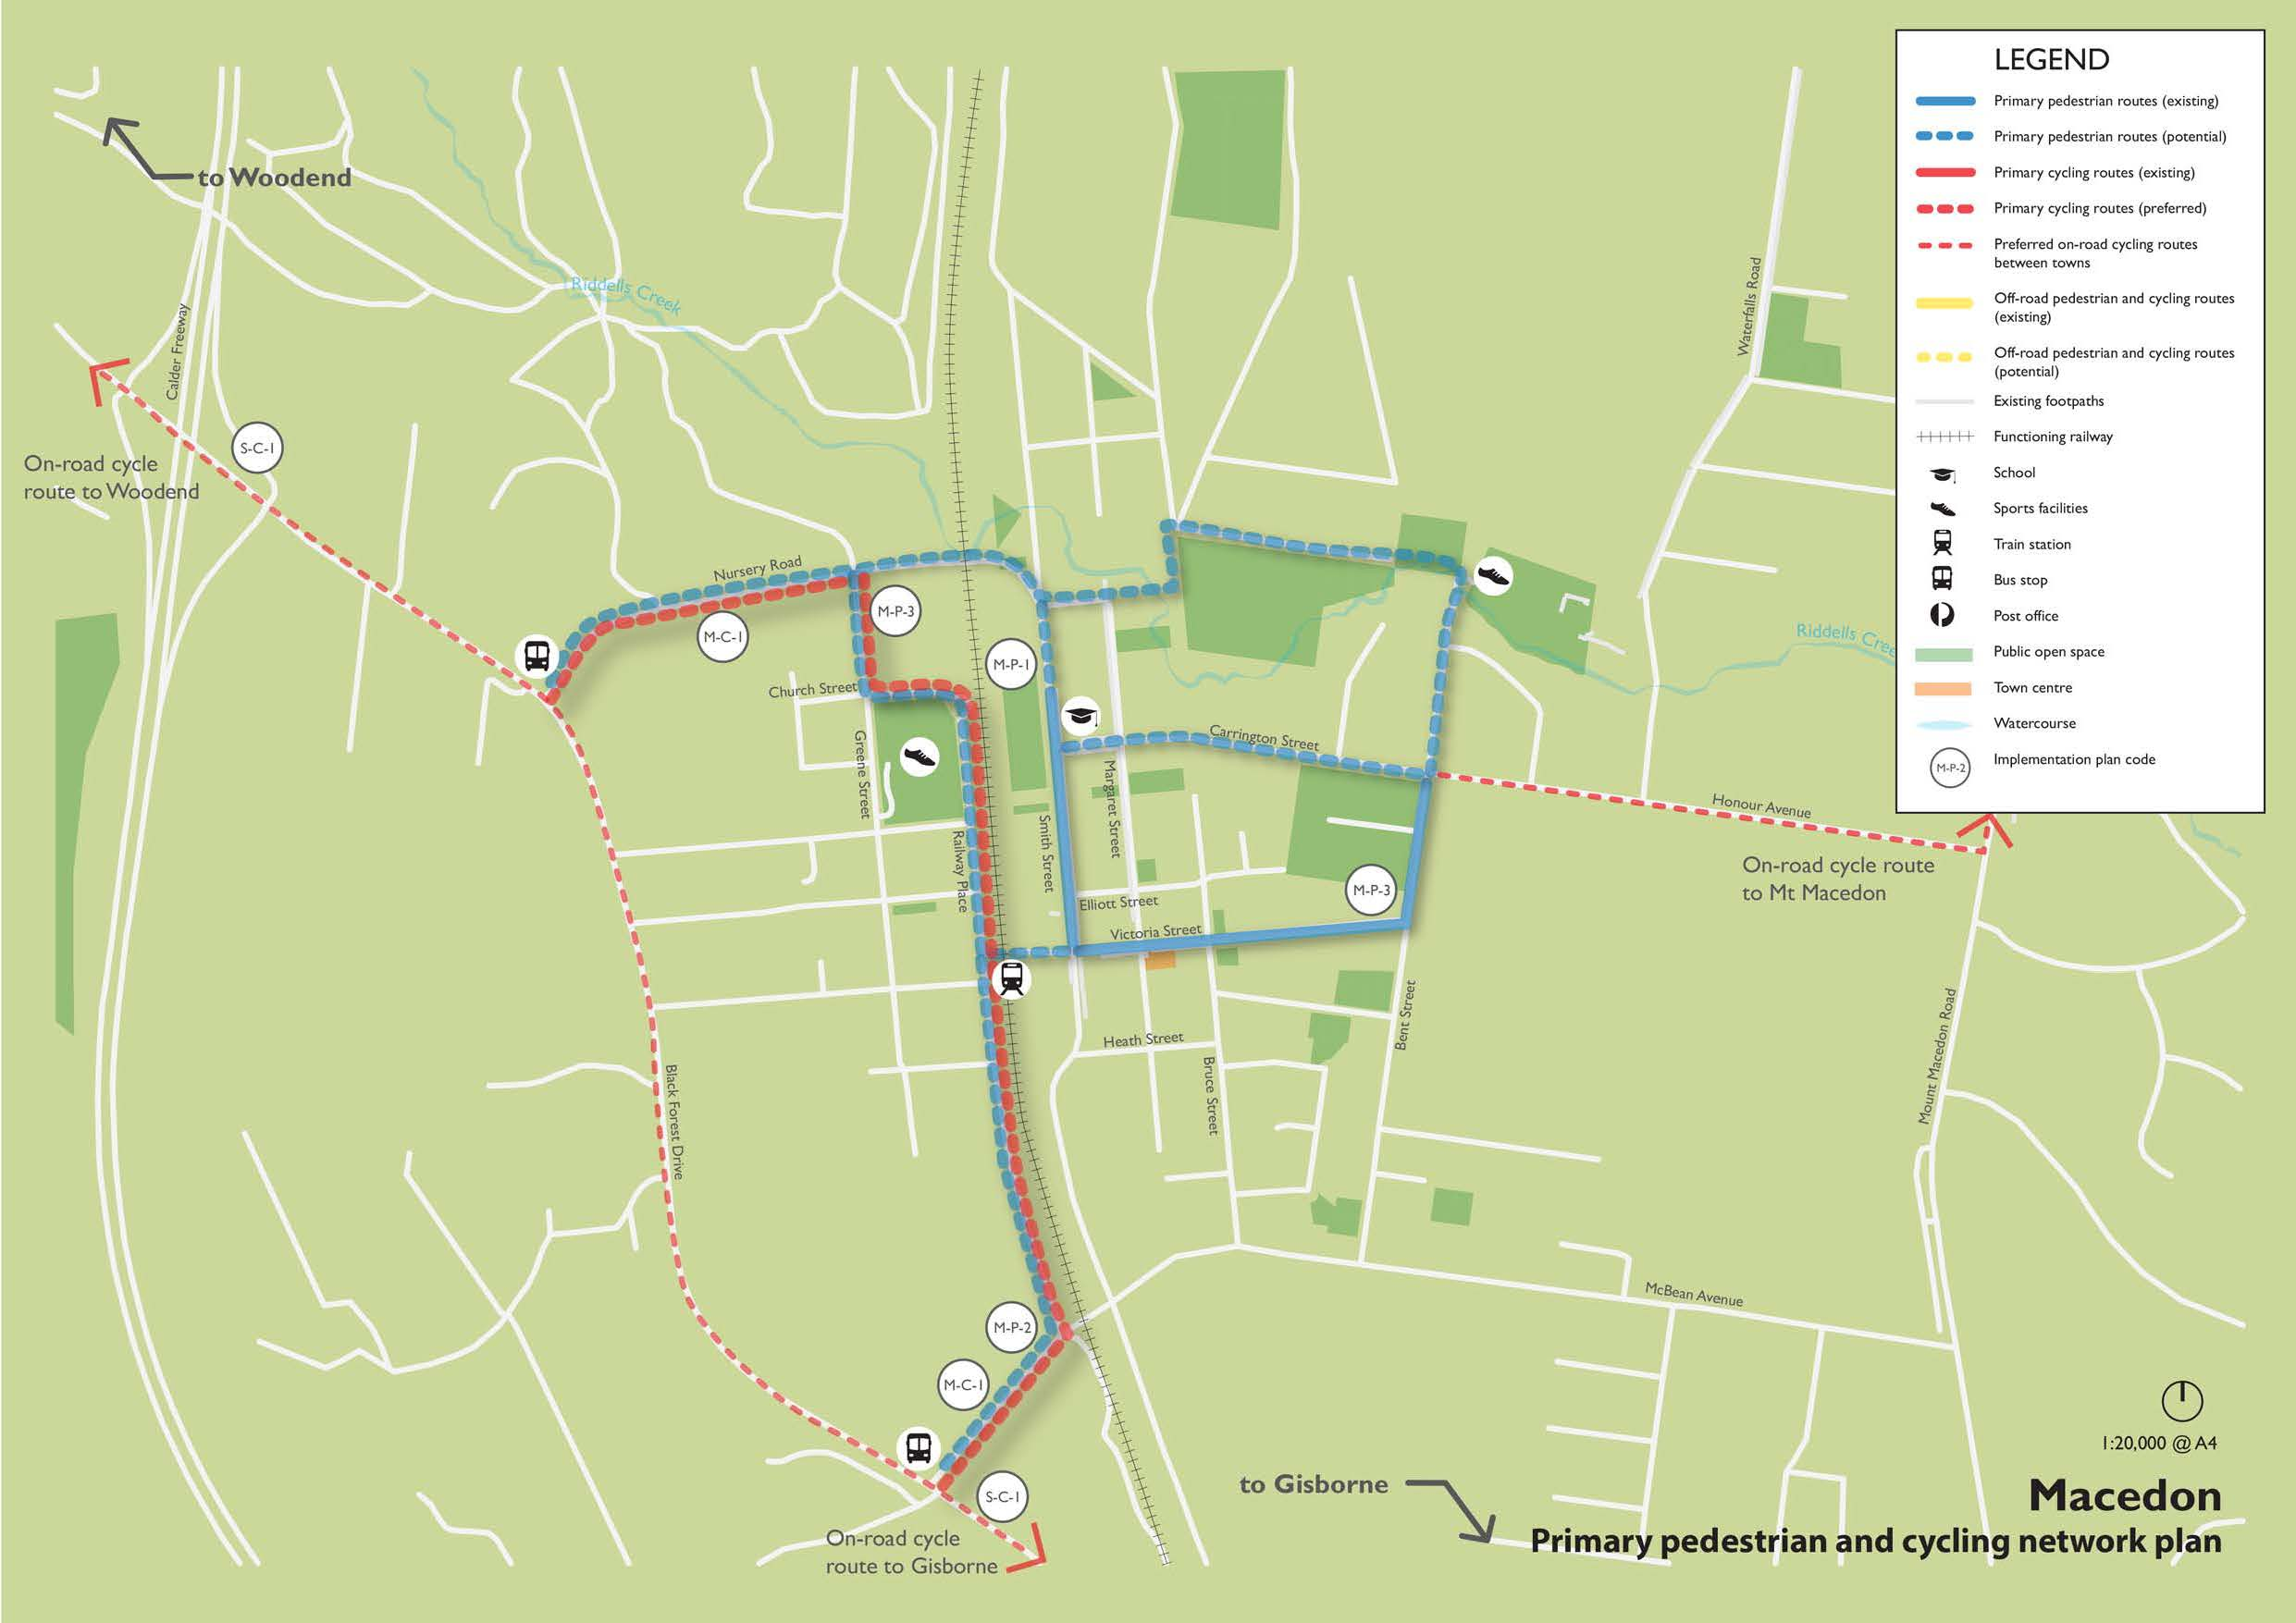 LEGEND
Primary pedestrian routes (existing)
Primary pedestrian routes (potential)
Primary cycling routes (existing)
Primary cycling routes (preferred)
Preferred on-road cycling routes
between towns
Off-road pedestrian and cycling routes
(existing)
Off-road pedestrian and cycling routes
(potential)
Existing footpaths
Functioning railway
School
Sports facilities
Train station
Bus stop
Post office
Public open space
Town centre
Watercourse
M-P-2
Implementation plan code
to Woodend
Riddells Creek
Calder Freeway
Waterfalls Road
S-C-1
On-road cycle
route to Woodend
Nursery Road
M-P-3
M-C-1
M-P-1
Riddells Cree
Church Street
Greene Street
Carrington Street
Margaret Street
Smith Street
Railway Place
Honour Avenue
On-road cycle route
to Mt Macedon
M-P-3
Elliott Street
Victoria Street
Bent Street
Heath Street
Bruce Street
Mount Macedon Road
Black Forest Drive
McBean Avenue
M-P-2
M-C-1
S-C-1
On-road cycle
route to Gisborne
to Gisborne
1:20,000 @ A4
Macedon
Primary pedestrian and cycling network plan